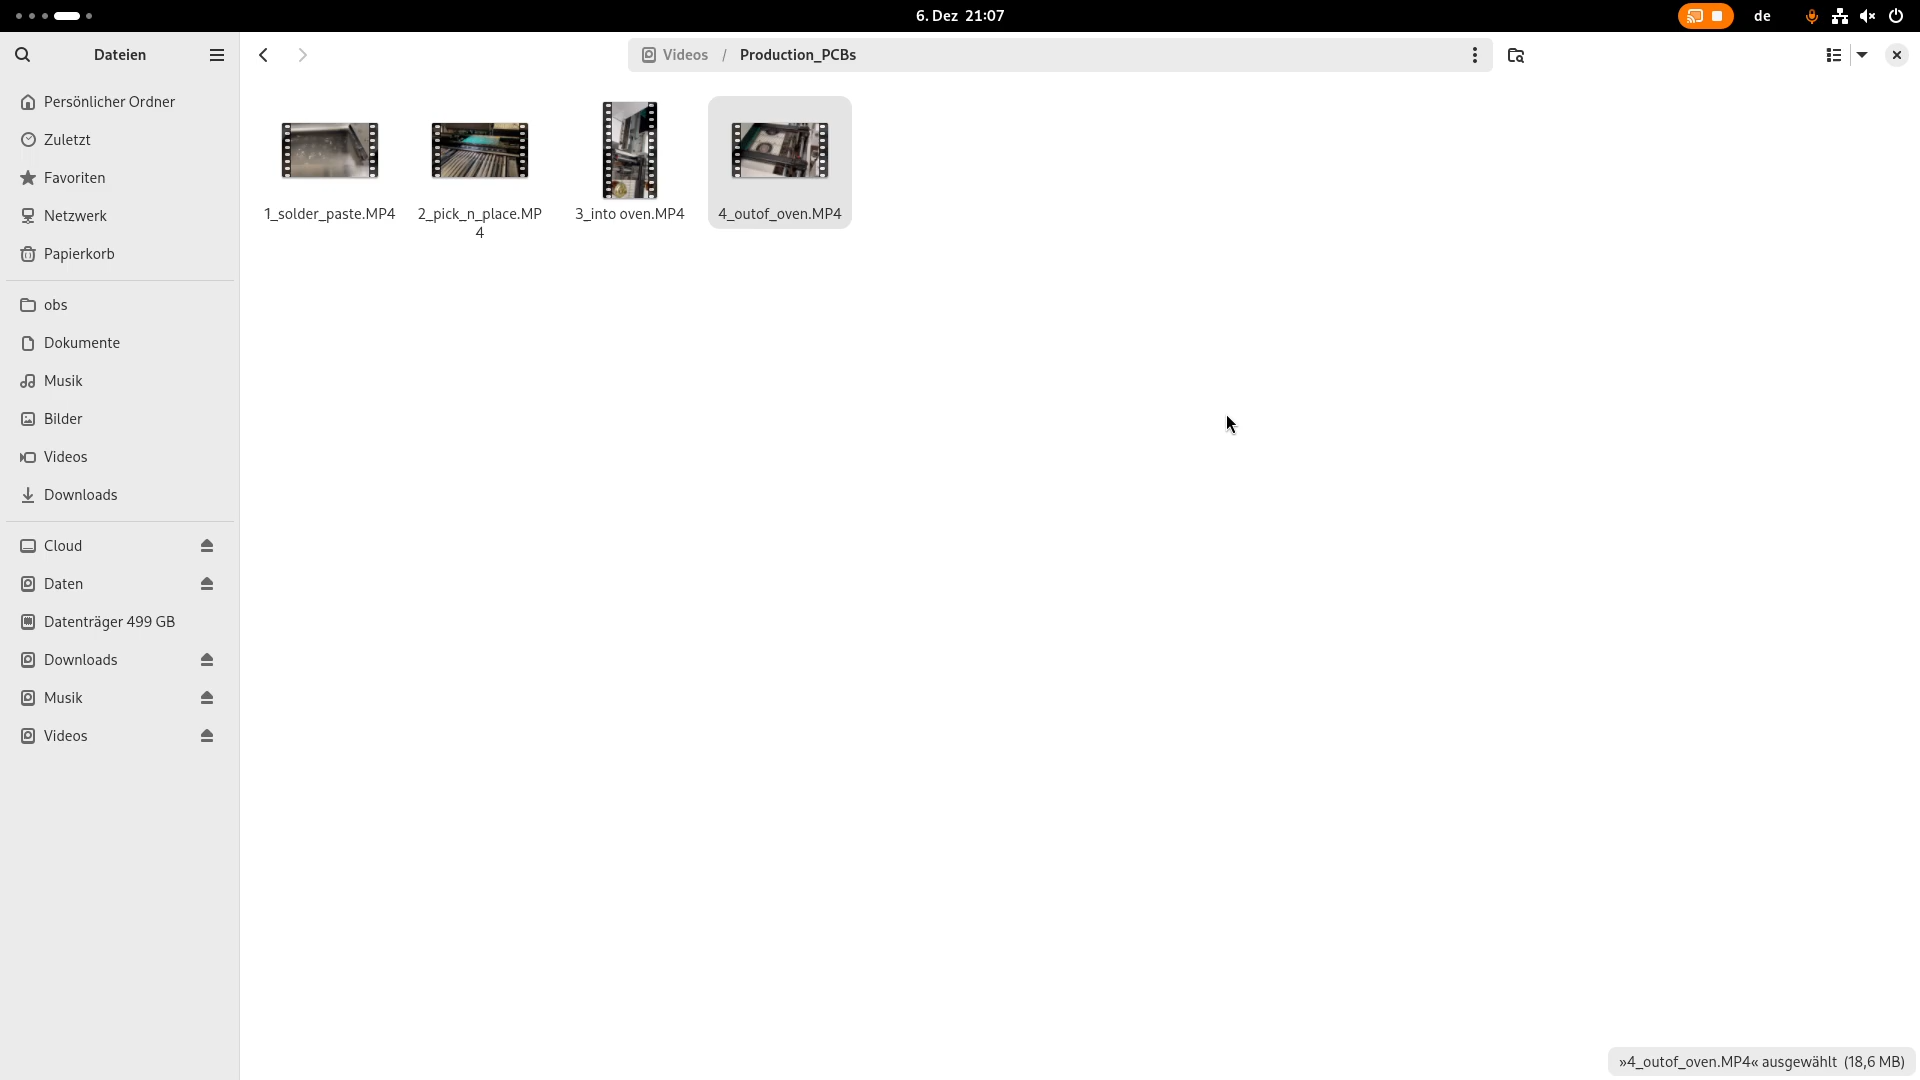 6. Dez 21:07
de
Dateien
Videos / Production_PCBs
Persönlicher Ordner
Zuletzt
Favoriten
Netzwerk
Papierkorb
obs
Dokumente
Musik
Bilder
Videos
Downloads
Cloud
Daten
Datenträger 499 GB
Downloads
Musik
Videos
1_solder_paste.MP4
2_pick_n_place.MP
4
3_into oven.MP4
4_outof_oven.MP4
»4_outof_oven.MP4« ausgewählt (18,6 MB)